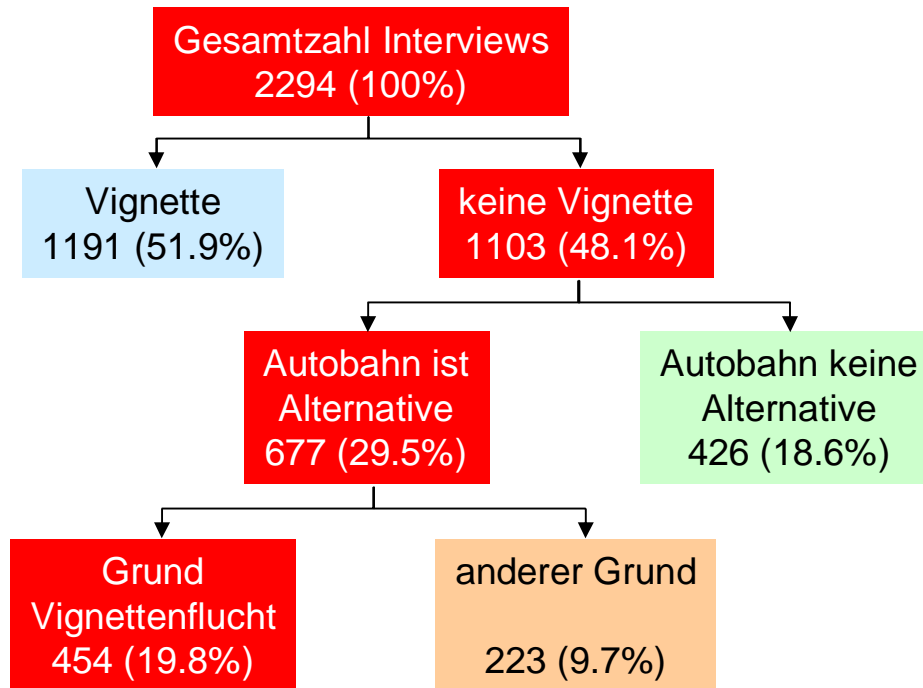 Gesamtzahl Interviews
2294 (100%)
Vignette
1191 (51.9%)
keine Vignette
1103 (48.1%)
Autobahn ist
Alternative
677 (29.5%)
Autobahn keine
Alternative
426 (18.6%)
Grund
Vignettenflucht
454 (19.8%)
anderer Grund
223 (9.7%)